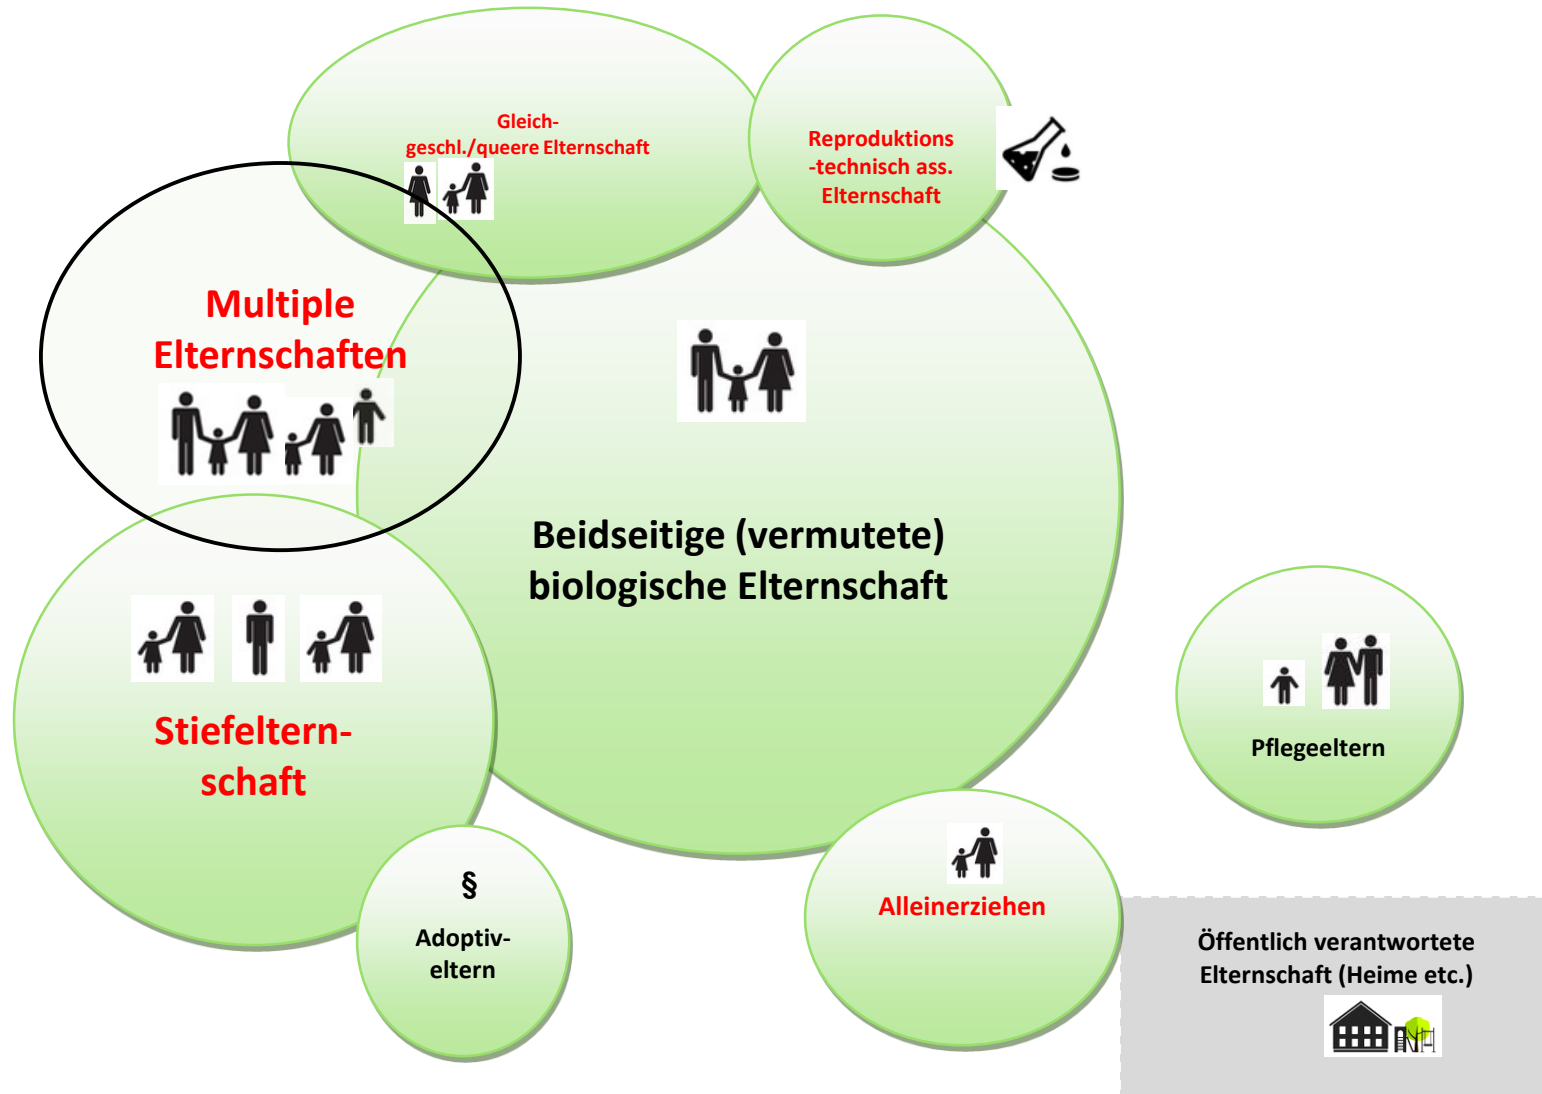 Gleich-
geschl./queere Elternschaft
Reproduktions
-technisch ass.
Elternschaft
Multiple
Elternschaften
Beidseitige (vermutete)
biologische Elternschaft
Stiefeltern-
schaft
Pflegeeltern
§
Adoptiv-
eltern
Alleinerziehen
Öffentlich verantwortete
Elternschaft (Heime etc.)